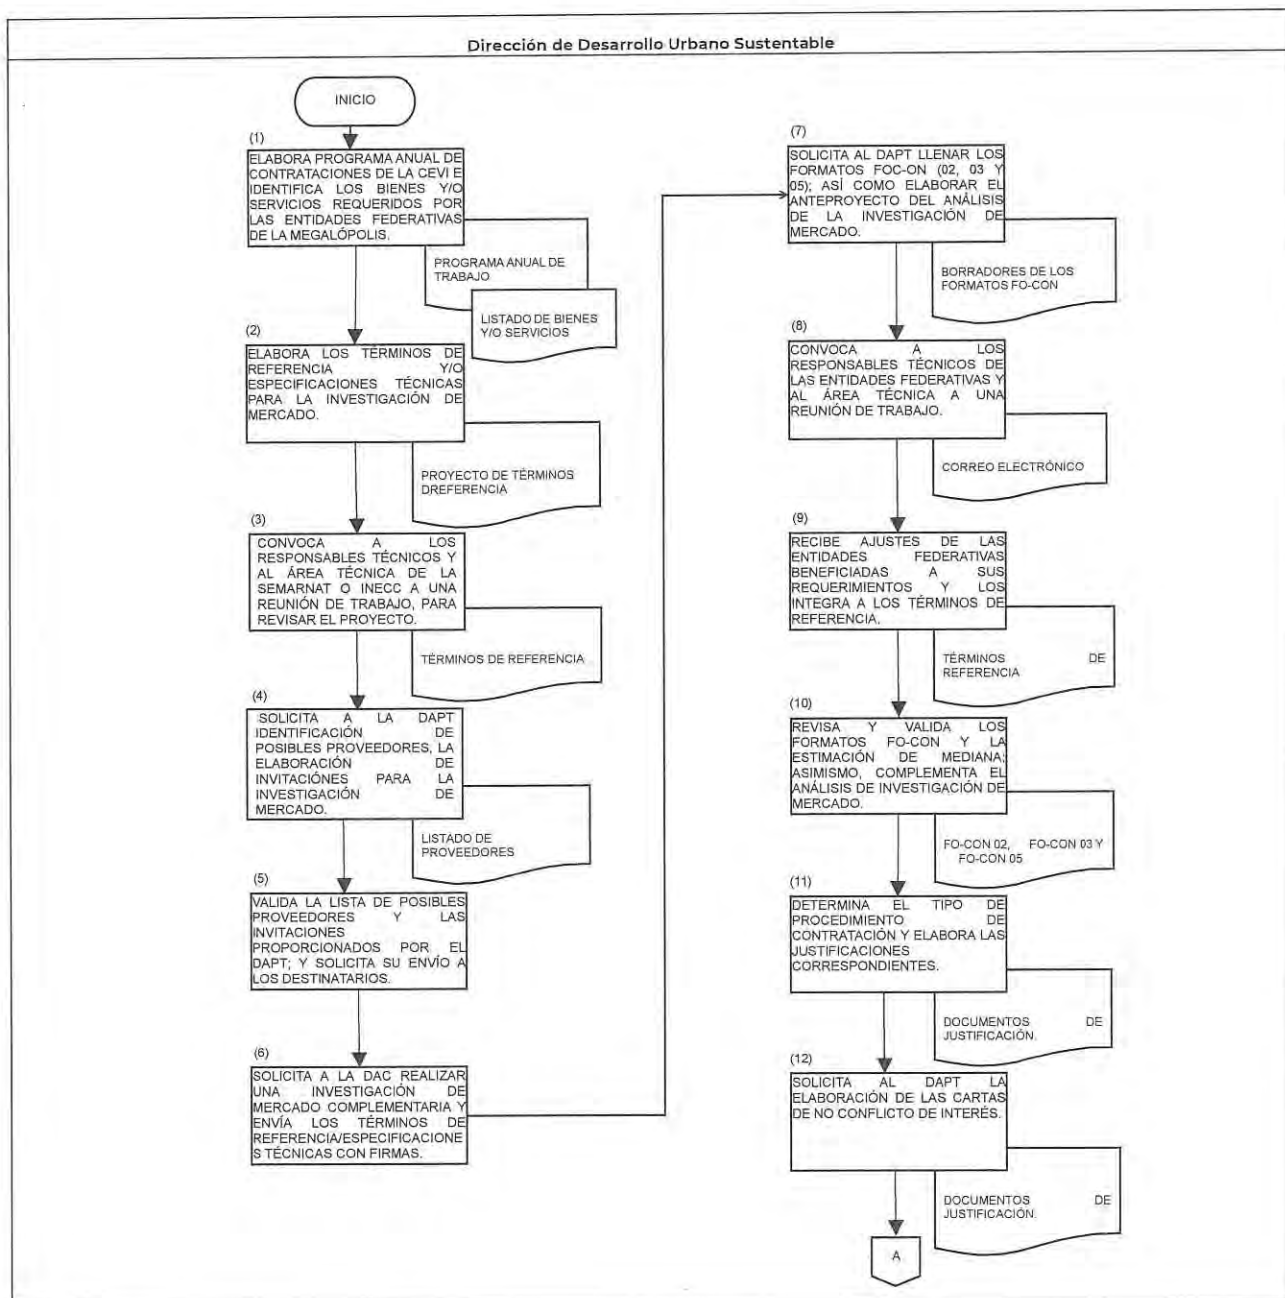 Dirección de Desarrollo Urbano Sustentable
INICIO
(1)
ELABORA PROGRAMA ANUAL DE
CONTRATACIONES DE LA CEVI E
IDENTIFICA LOS BIENES Y/O
SERVICIOS REQUERIDOS POR
LAS ENTIDADES FEDERATIVAS
DE LA MEGALÓPOLIS.
PROGRAMA ANUAL DE
TRABAJO
LISTADO DE BIENES
Y/O SERVICIOS
(2)
ELABORA LOS TÉRMINOS DE
REFERENCIA Y/O
ESPECIFICACIONES TÉCNICAS
PARA LA INVESTIGACIÓN DE
MERCADO.
PROYECTO DE TÉRMINOS
DREFERENCIA
(3)
CONVOCA A LOS
RESPONSABLES TÉCNICOS Y
AL ÁREA TÉCNICA DE LA
SEMARNAT O INECC A UNA
REUNIÓN DE TRABAJO, PARA
REVISAR EL PROYECTO.
TÉRMINOS DE REFERENCIA
(4)
SOLICITA A LA DAPT
IDENTIFICACIÓN DE
POSIBLES PROVEEDORES, LA
ELABORACIÓN DE
INVITACIÓNES PARA LA
INVESTIGACIÓN DE
MERCADO.
LISTADO DE
PROVEEDORES
(5)
VALIDA LA LISTA DE POSIBLES
PROVEEDORES Y LAS
INVITACIONES
PROPORCIONADOS POR EL
DAPT; Y SOLICITA SU ENVÍO A
LOS DESTINATARIOS.
(6)
SOLICITA A LA DAC REALIZAR
UNA INVESTIGACIÓN DE
MERCADO COMPLEMENTARIA Y
ENVÍA LOS TÉRMINOS DE
REFERENCIA/ESPECIFICACIONE
S TÉCNICAS CON FIRMAS.
(7)
SOLICITA AL DAPT LLENAR LOS
FORMATOS FOC-ON (02, 03 Y
05); ASÍ COMO ELABORAR EL
ANTEPROYECTO DEL ANÁLISIS
DE LA INVESTIGACIÓN DE
MERCADO.
BORRADORES DE LOS
FORMATOS FO-CON
(8)
CONVOCA A LOS
RESPONSABLES TÉCNICOS DE
LAS ENTIDADES FEDERATIVAS Y
AL ÁREA TÉCNICA A UNA
REUNIÓN DE TRABAJO.
CORREO ELECTRÓNICO
(9)
RECIBE AJUSTES DE LAS
ENTIDADES FEDERATIVAS
BENEFICIADAS A SUS
REQUERIMIENTOS Y LOS
INTEGRA A LOS TÉRMINOS DE
REFERENCIA.
TÉRMINOS DE
REFERENCIA
(10)
REVISA Y VALIDA LOS
FORMATOS FO-CON Y LA
ESTIMACIÓN DE MEDIANA;
ASIMISMO, COMPLEMENTA EL
ANÁLISIS DE INVESTIGACIÓN DE
MERCADO.
FO-CON 02, FO-CON 03 Y
FO-CON 05
(11)
DETERMINA EL TIPO DE
PROCEDIMIENTO DE
CONTRATACIÓN Y ELABORA LAS
JUSTIFICACIONES
CORRESPONDIENTES.
DOCUMENTOS DE
JUSTIFICACIÓN.
(12)
SOLICITA AL DAPT LA
ELABORACIÓN DE LAS CARTAS
DE NO CONFLICTO DE INTERÉS.
DOCUMENTOS DE
JUSTIFICACIÓN.
A